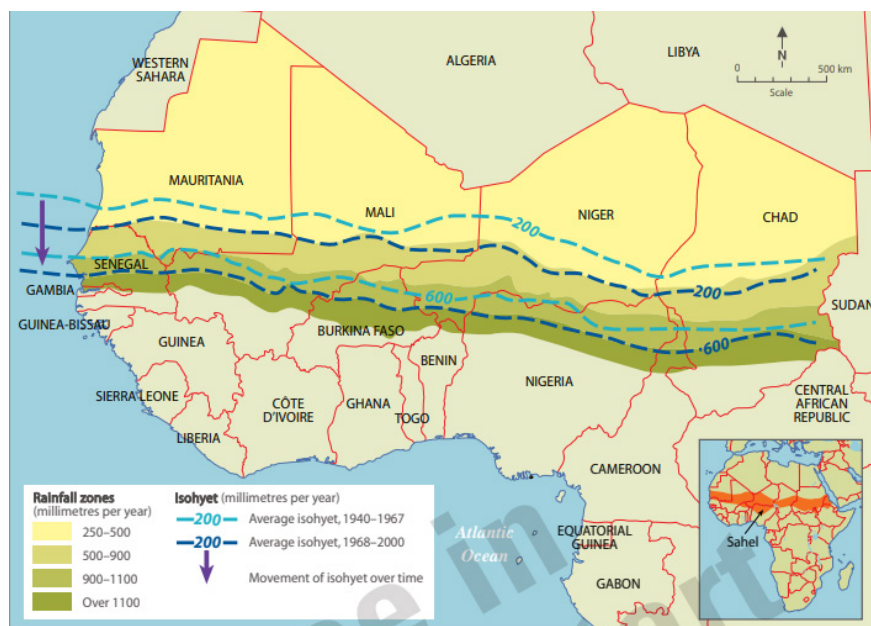 WESTERN
SAHARA
ALGERIA
LIBYA
N
0 500 km
Scale
MAURITANIA
MALI
NIGER
CHAD
200
200
SENEGAL
600
600
GAMBIA
SUDAN
GUINEA-BISSAU
GUINEA
BURKINA FASO
BENIN
NIGERIA
SIERRA LEONE
CÔTE
D'IVOIRE
GHANA
TOGO
CENTRAL
AFRICAN
REPUBLIC
LIBERIA
CAMEROON
EQUATORIAL
GUINEA
GABON
Atlantic
Ocean
Sahel
Rainfall zones
(millimetres per year)
250–500
500–900
900–1100
Over 1100
Isohyet (millimetres per year)
200 Average isohyet, 1940–1967
200 Average isohyet, 1968–2000
Movement of isohyet over time